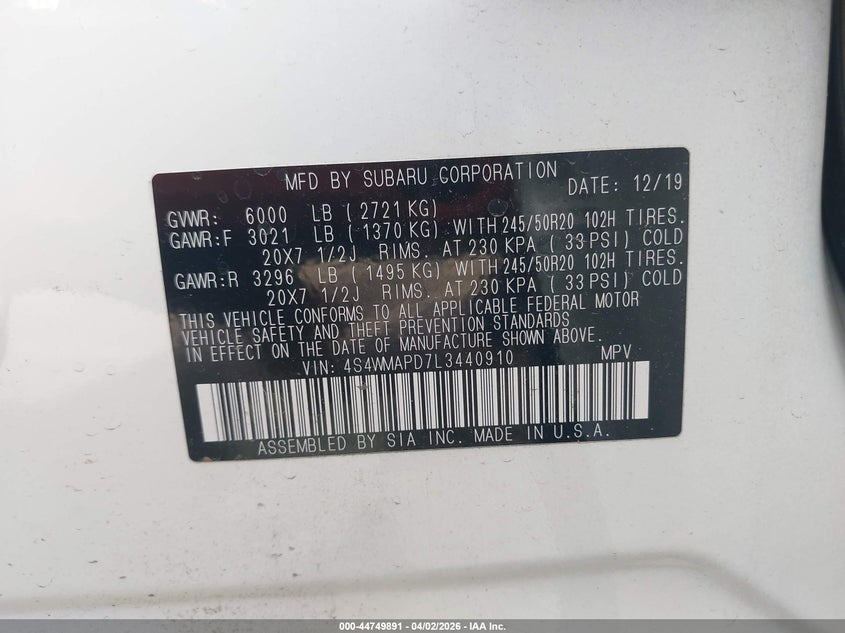 MFD BY SUBARU CORPORATION DATE: 12/19
GVWR: 6000 LB ( 2721 KG)
GAWR:F 3021 LB ( 1370 KG) WITH 245/50R20 102H TIRES.
20X7 1/2J RIMS. AT 230 KPA ( 33 PSI) COLD
GAWR:R 3296 LB ( 1495 KG) WITH 245/50R20 102H TIRES.
20X7 1/2J RIMS. AT 230 KPA ( 33 PSI) COLD
THIS VEHICLE CONFORMS TO ALL APPLICABLE FEDERAL MOTOR
VEHICLE SAFETY AND THEFT PREVENTION STANDARDS
IN EFFECT ON THE DATE OF MANUFACTURE SHOWN ABOVE.
VIN: 4S4WMAPD7L3440910 MPV
ASSEMBLED BY SIA INC. MADE IN U.S.A.
000-44749891 - 04/02/2026 - IAA Inc.